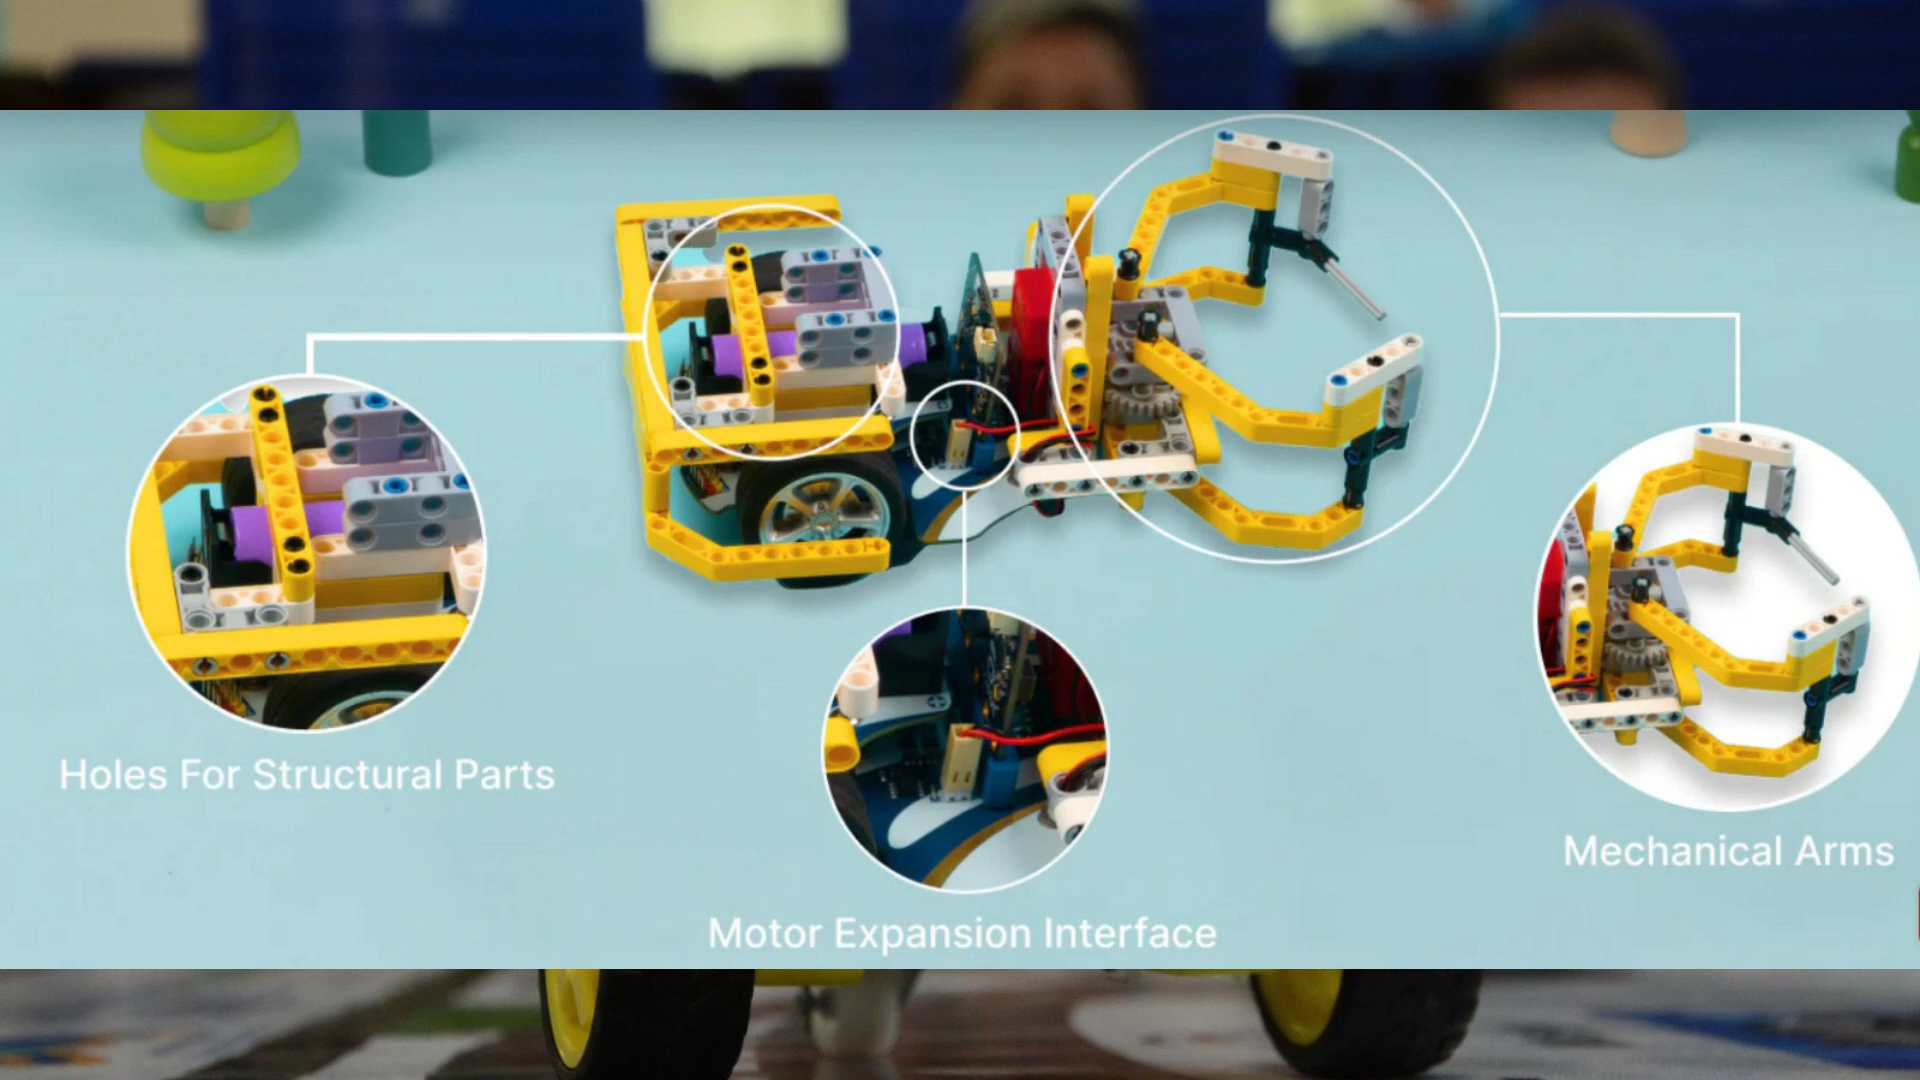 Holes For Structural Parts
Motor Expansion Interface
Mechanical Arms